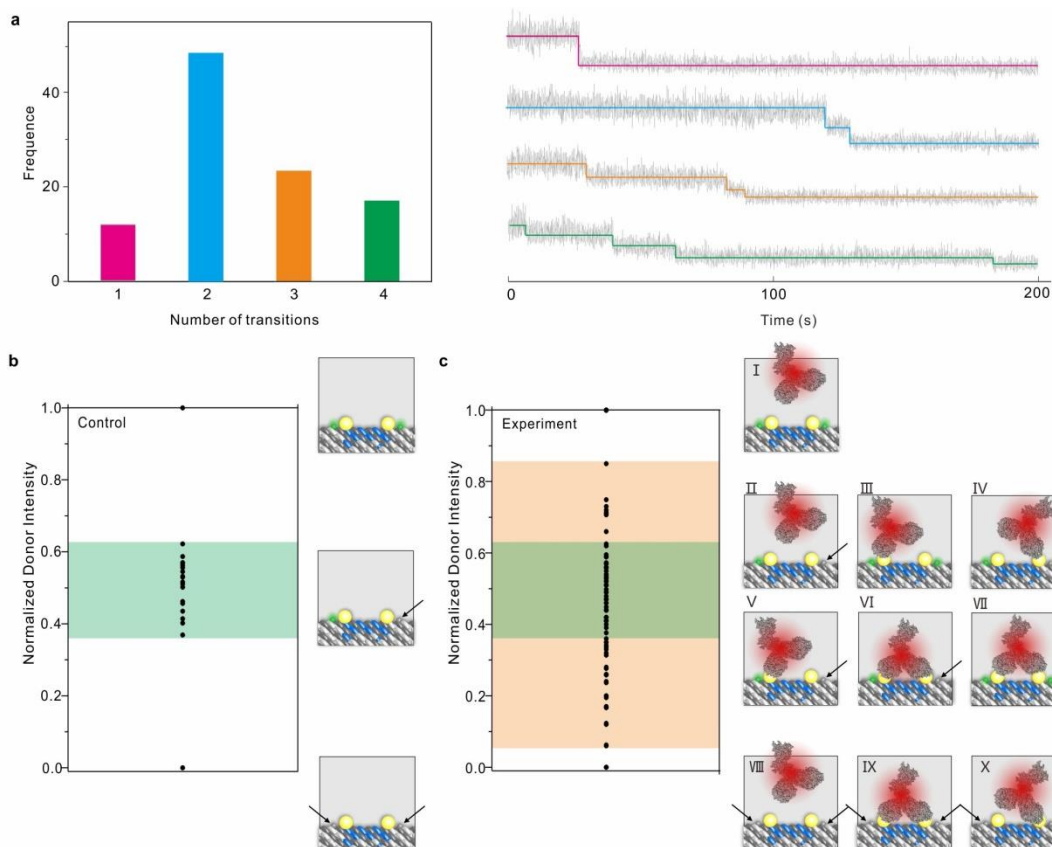 a
40
20
0
Frequence
1 2 3 4
Number of transitions
0 100 200
Time (s)
b
Control
1.0
0.8
0.6
0.4
0.2
0.0
Normalized Donor Intensity
c
Experiment
1.0
0.8
0.6
0.4
0.2
0.0
Normalized Donor Intensity
I
II III IV
V VI VII
VIII IX X